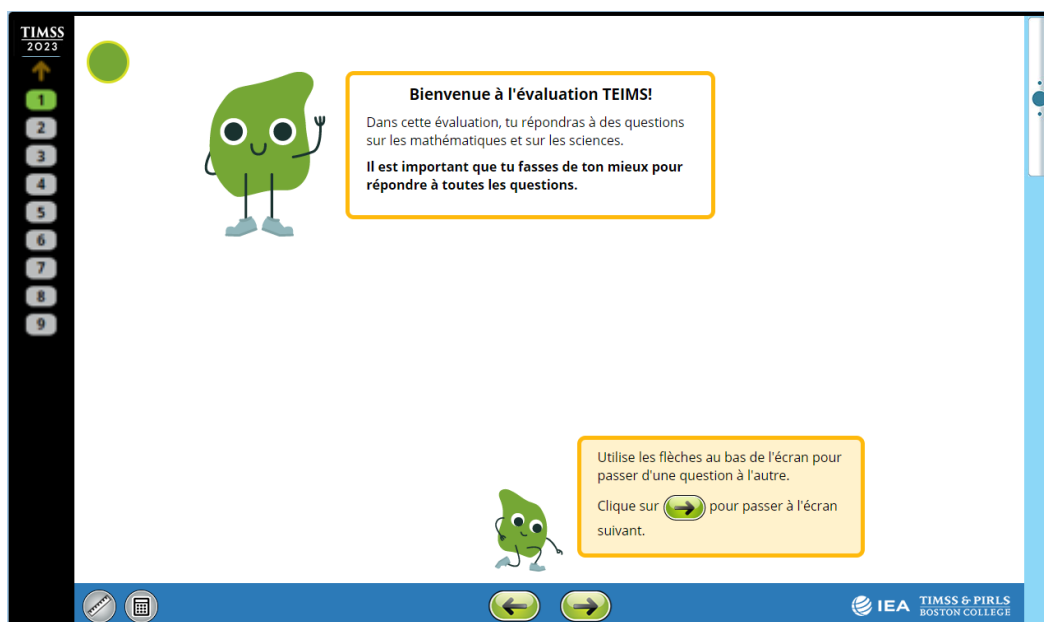 TIMSS
2023
1
2
3
4
5
6
7
8
9
Bienvenue à l'évaluation TEIMS!
Dans cette évaluation, tu répondras à des questions
sur les mathématiques et sur les sciences.
Il est important que tu fasses de ton mieux pour
répondre à toutes les questions.
Utilise les flèches au bas de l'écran pour
passer d'une question à l'autre.
Clique sur pour passer à l'écran
suivant.
IEA
TIMSS & PIRLS
BOSTON COLLEGE